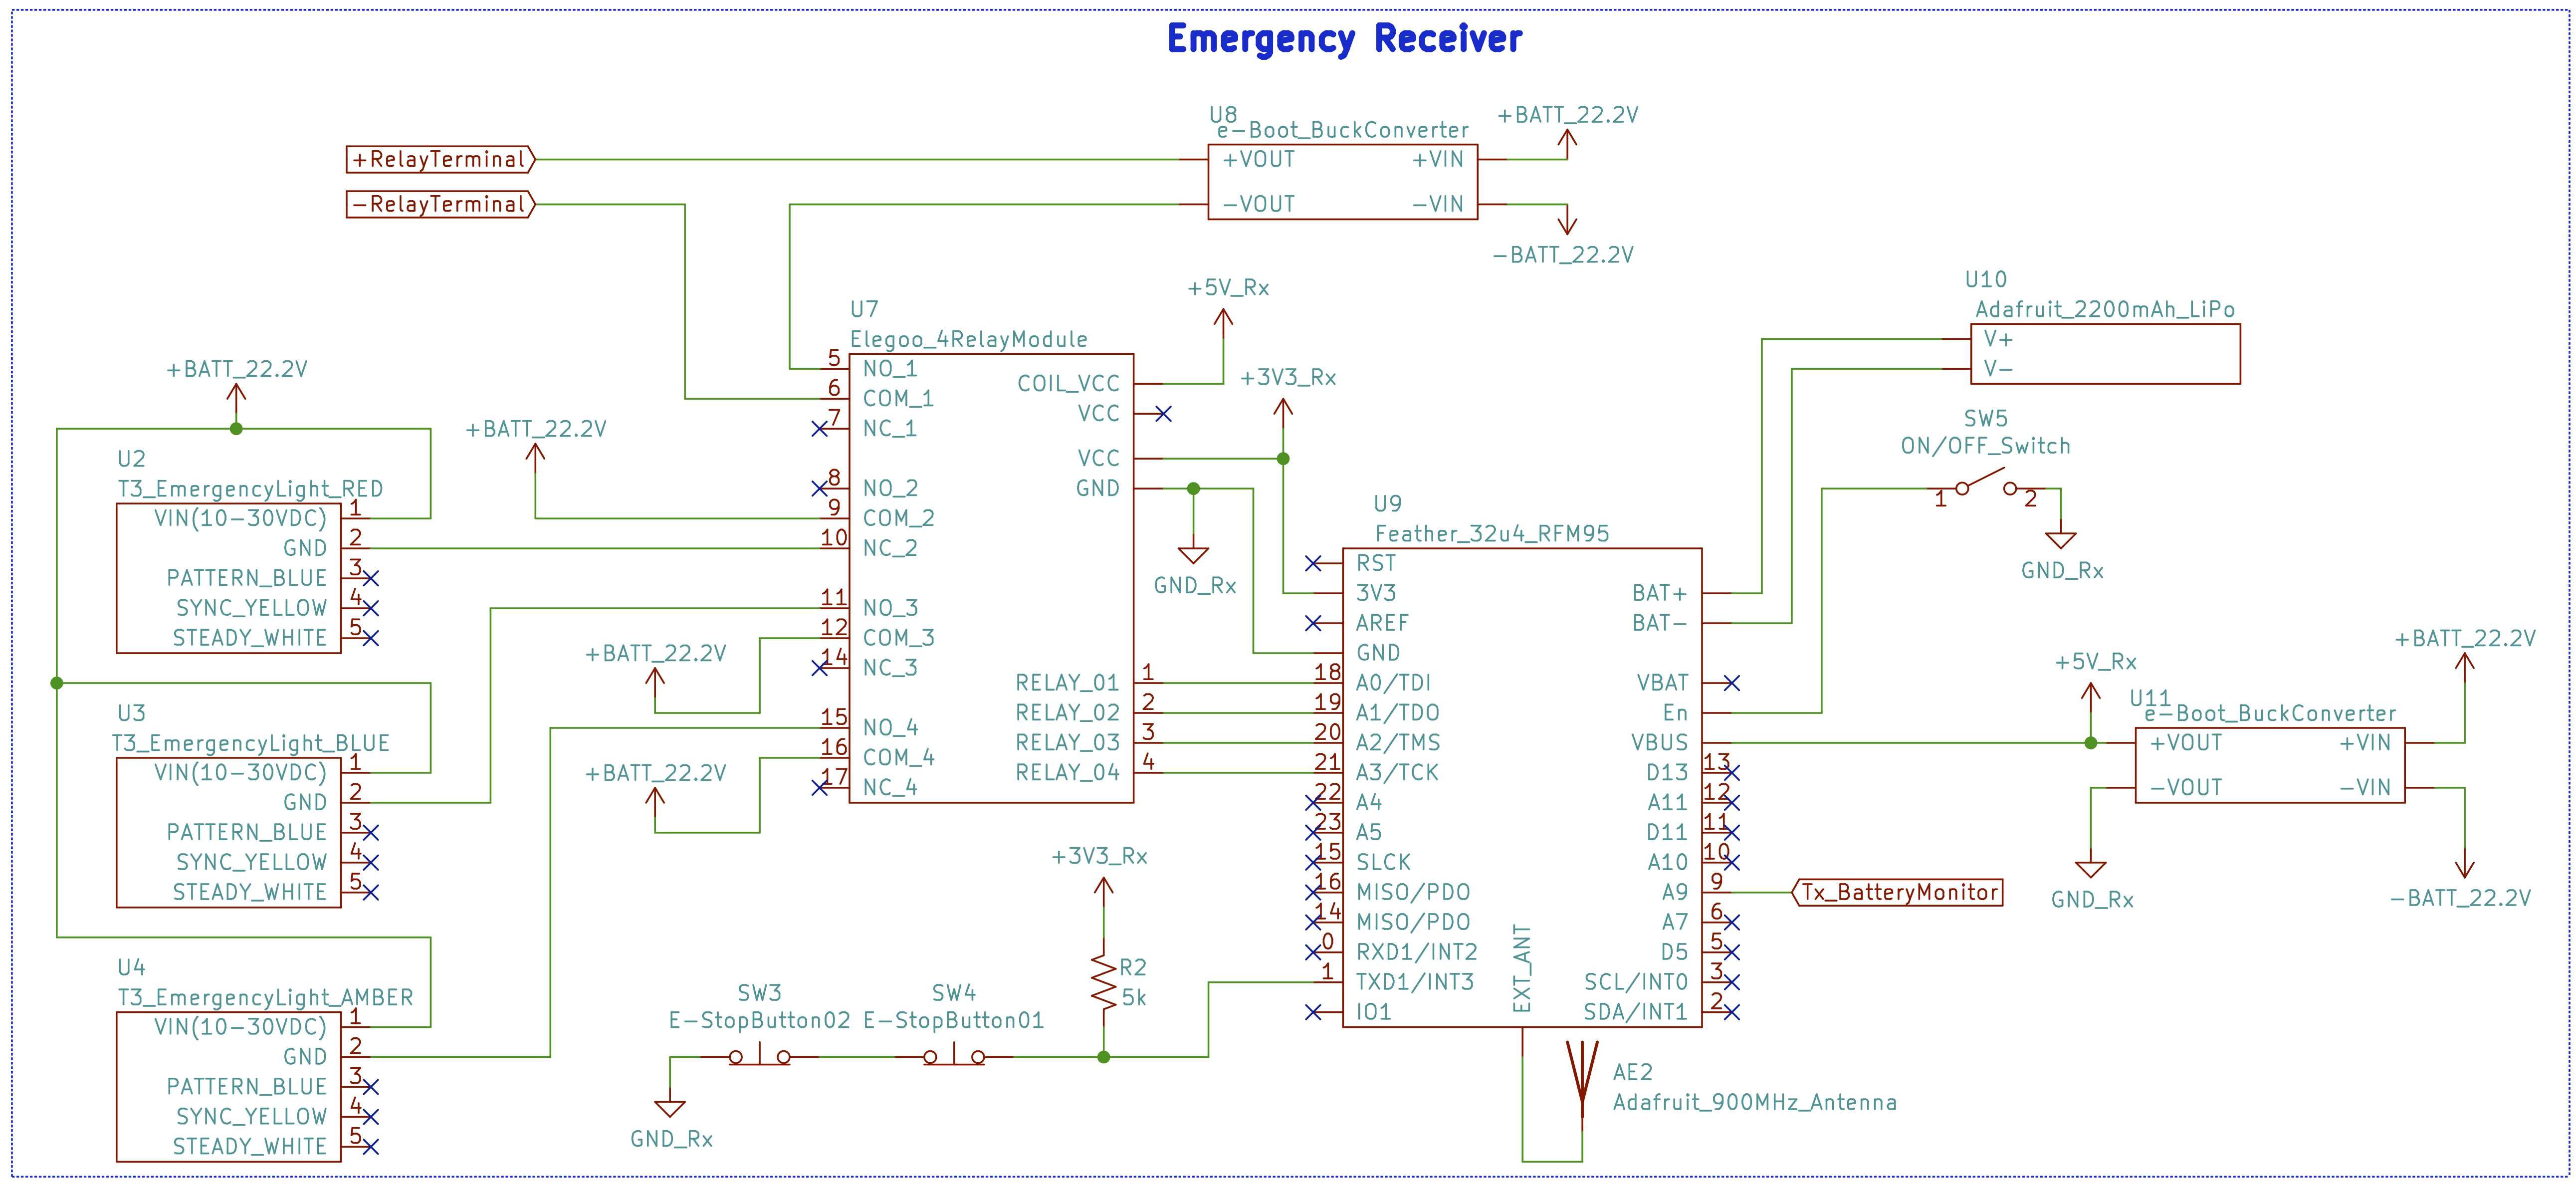 Emergency Receiver
U8
e-Boot_BuckConverter
+VOUT
-VOUT
+VIN
-VIN
+BATT_22.2V
-BATT_22.2V
+RelayTerminal
-RelayTerminal
U7
Elegoo_4RelayModule
5 NO_1
6 COM_1
7 NC_1
8 NO_2
9 COM_2
10 NC_2
11 NO_3
12 COM_3
14 NC_3
15 NO_4
16 COM_4
17 NC_4
COIL_VCC
VCC
VCC
GND
RELAY_01 1
RELAY_02 2
RELAY_03 3
RELAY_04 4
+5V_Rx
+3V3_Rx
GND_Rx
+BATT_22.2V
+BATT_22.2V
+BATT_22.2V
+BATT_22.2V
U2
T3_EmergencyLight_RED
VIN(10-30VDC) 1
GND 2
PATTERN_BLUE 3
SYNC_YELLOW 4
STEADY_WHITE 5
U3
T3_EmergencyLight_BLUE
VIN(10-30VDC) 1
GND 2
PATTERN_BLUE 3
SYNC_YELLOW 4
STEADY_WHITE 5
U4
T3_EmergencyLight_AMBER
VIN(10-30VDC) 1
GND 2
PATTERN_BLUE 3
SYNC_YELLOW 4
STEADY_WHITE 5
+3V3_Rx
R2
5k
SW3
E-StopButton02
SW4
E-StopButton01
GND_Rx
U9
Feather_32u4_RFM95
RST
3V3
AREF
GND
18 A0/TDI
19 A1/TDO
20 A2/TMS
21 A3/TCK
22 A4
23 A5
15 SLCK
16 MISO/PDO
14 MISO/PDO
0 RXD1/INT2
1 TXD1/INT3
IO1
EXT_ANT
BAT+
BAT-
VBAT
En
VBUS
D13 13
A11 12
D11 11
A10 10
A9 9
A7 6
D5 5
SCL/INT0 3
SDA/INT1 2
Tx_BatteryMonitor
AE2
Adafruit_900MHz_Antenna
U10
Adafruit_2200mAh_LiPo
V+
V-
SW5
ON/OFF_Switch
1
2
GND_Rx
+5V_Rx
U11
e-Boot_BuckConverter
+VOUT
-VOUT
+VIN
-VIN
+BATT_22.2V
-BATT_22.2V
GND_Rx